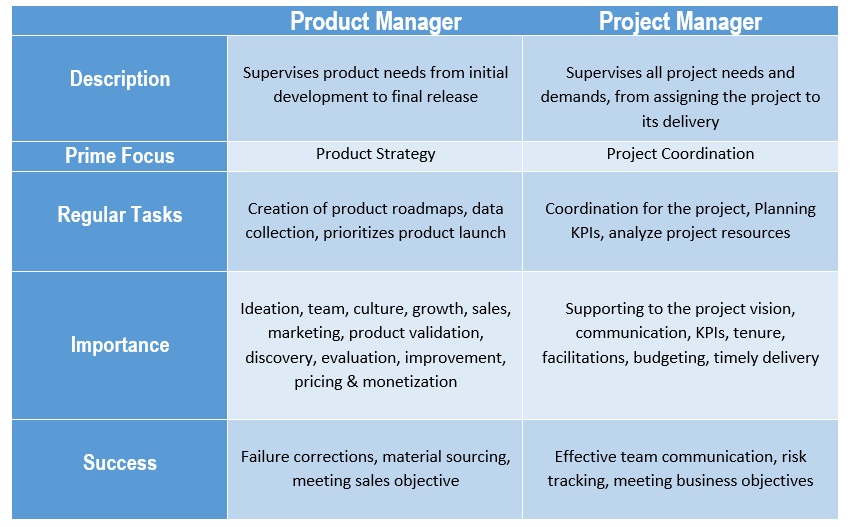 Product Manager
Project Manager
Description
Supervises product needs from initial
development to final release
Supervises all project needs and
demands, from assigning the project to
its delivery
Prime Focus
Product Strategy
Project Coordination
Regular Tasks
Creation of product roadmaps, data
collection, prioritizes product launch
Coordination for the project, Planning
KPIs, analyze project resources
Importance
Ideation, team, culture, growth, sales,
marketing, product validation,
discovery, evaluation, improvement,
pricing & monetization
Supporting to the project vision,
communication, KPIs, tenure,
facilitations, budgeting, timely delivery
Success
Failure corrections, material sourcing,
meeting sales objective
Effective team communication, risk
tracking, meeting business objectives